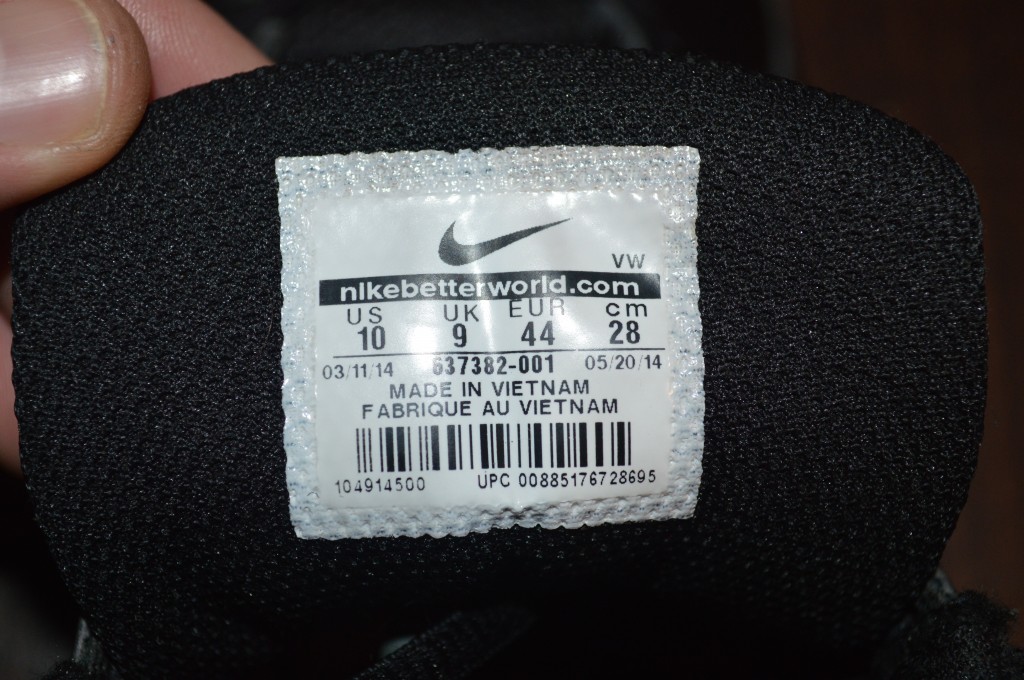 VW
nikebetterworld.com
US UK EUR cm
10 9 44 28
03/11/14 637382-001 05/20/14
MADE IN VIETNAM
FABRIQUE AU VIETNAM
104914500 UPC 00885176728695